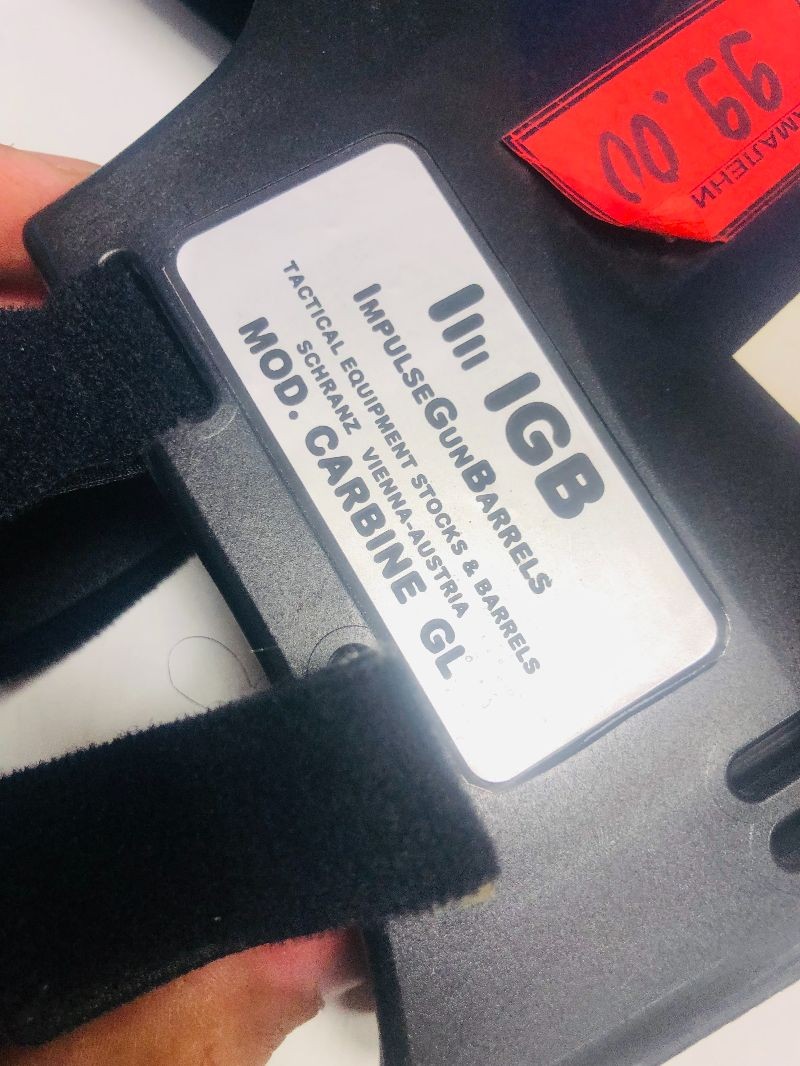 IGB
IMPULSEGUNBARRELS
TACTICAL EQUIPMENT STOCKS & BARRELS
SCHRANZ VIENNA-AUSTRIA
MOD. CARBINE GL
99.00